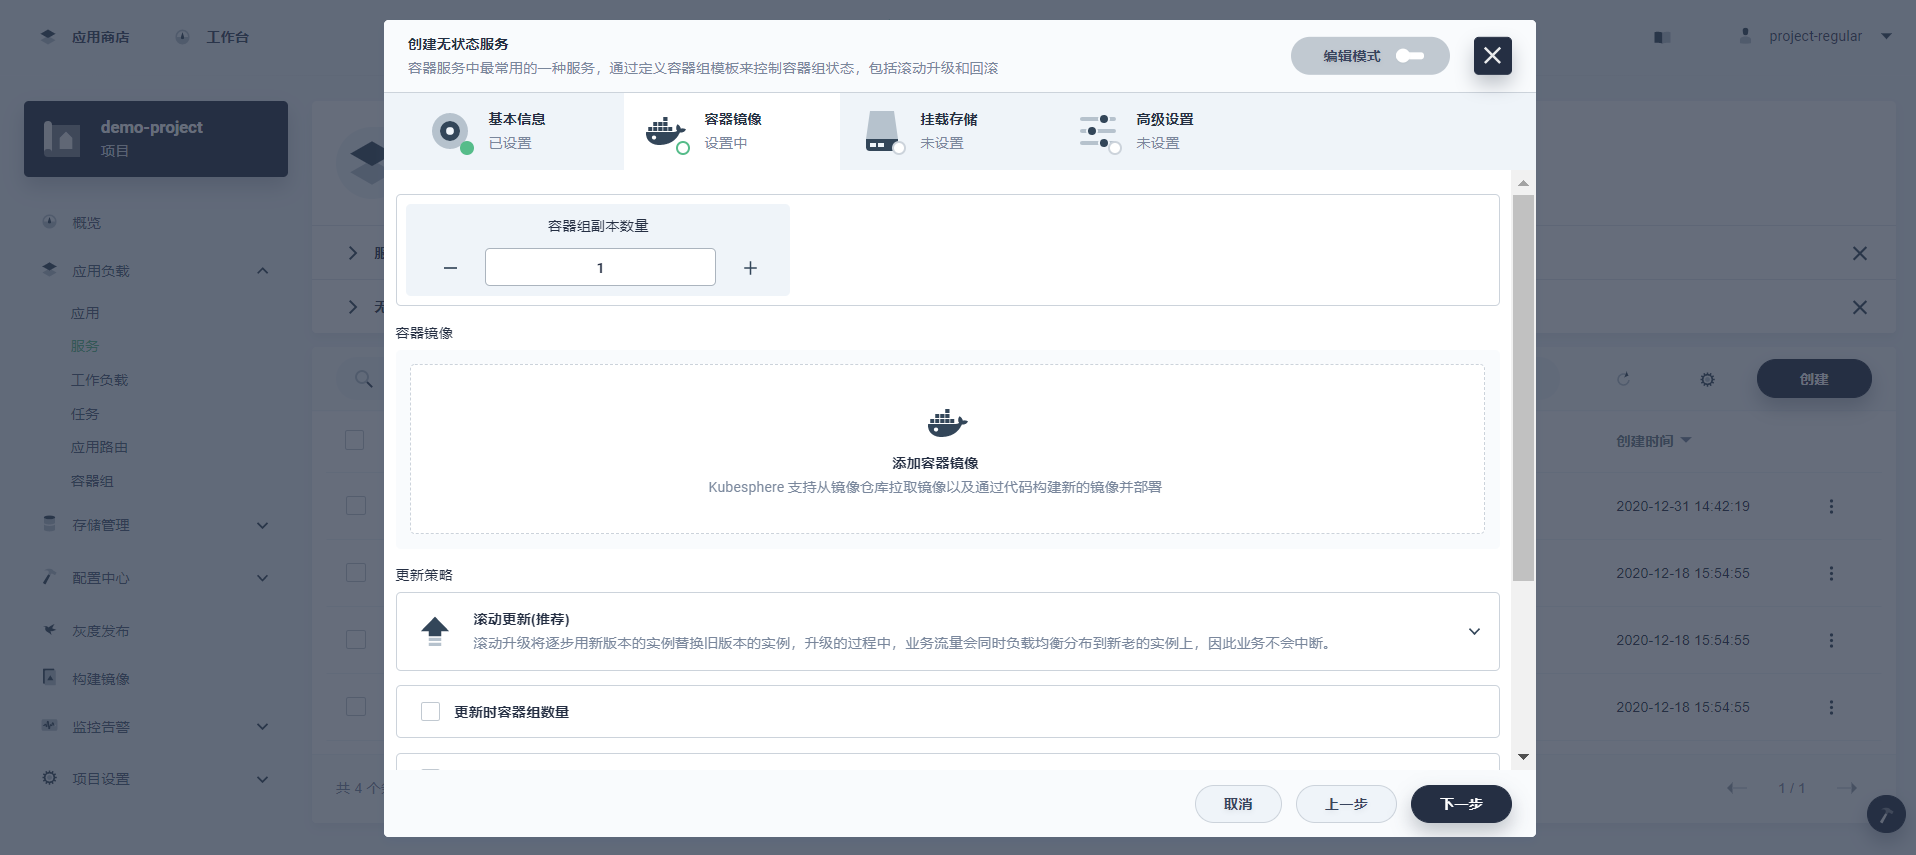 应用商店
工作台
project-regular
demo-project
项目
概览
应用负载
应用
服务
工作负载
任务
应用路由
容器组
存储管理
配置中心
灰度发布
构建镜像
监控告警
项目设置
创建无状态服务
容器服务中最常用的一种服务，通过定义容器组模板来控制容器组状态，包括滚动升级和回滚
编辑模式
基本信息
已设置
容器镜像
设置中
挂载存储
未设置
高级设置
未设置
容器组副本数量
1
容器镜像
添加容器镜像
Kubesphere 支持从镜像仓库拉取镜像以及通过代码构建新的镜像并部署
更新策略
滚动更新(推荐)
滚动升级将逐步用新版本的实例替换旧版本的实例，升级的过程中，业务流量会同时负载均衡分布到新老的实例上，因此业务不会中断。
更新时容器组数量
取消
上一步
下一步
创建
创建时间
2020-12-31 14:42:19
2020-12-18 15:54:55
2020-12-18 15:54:55
2020-12-18 15:54:55
共 4 个
1 / 1